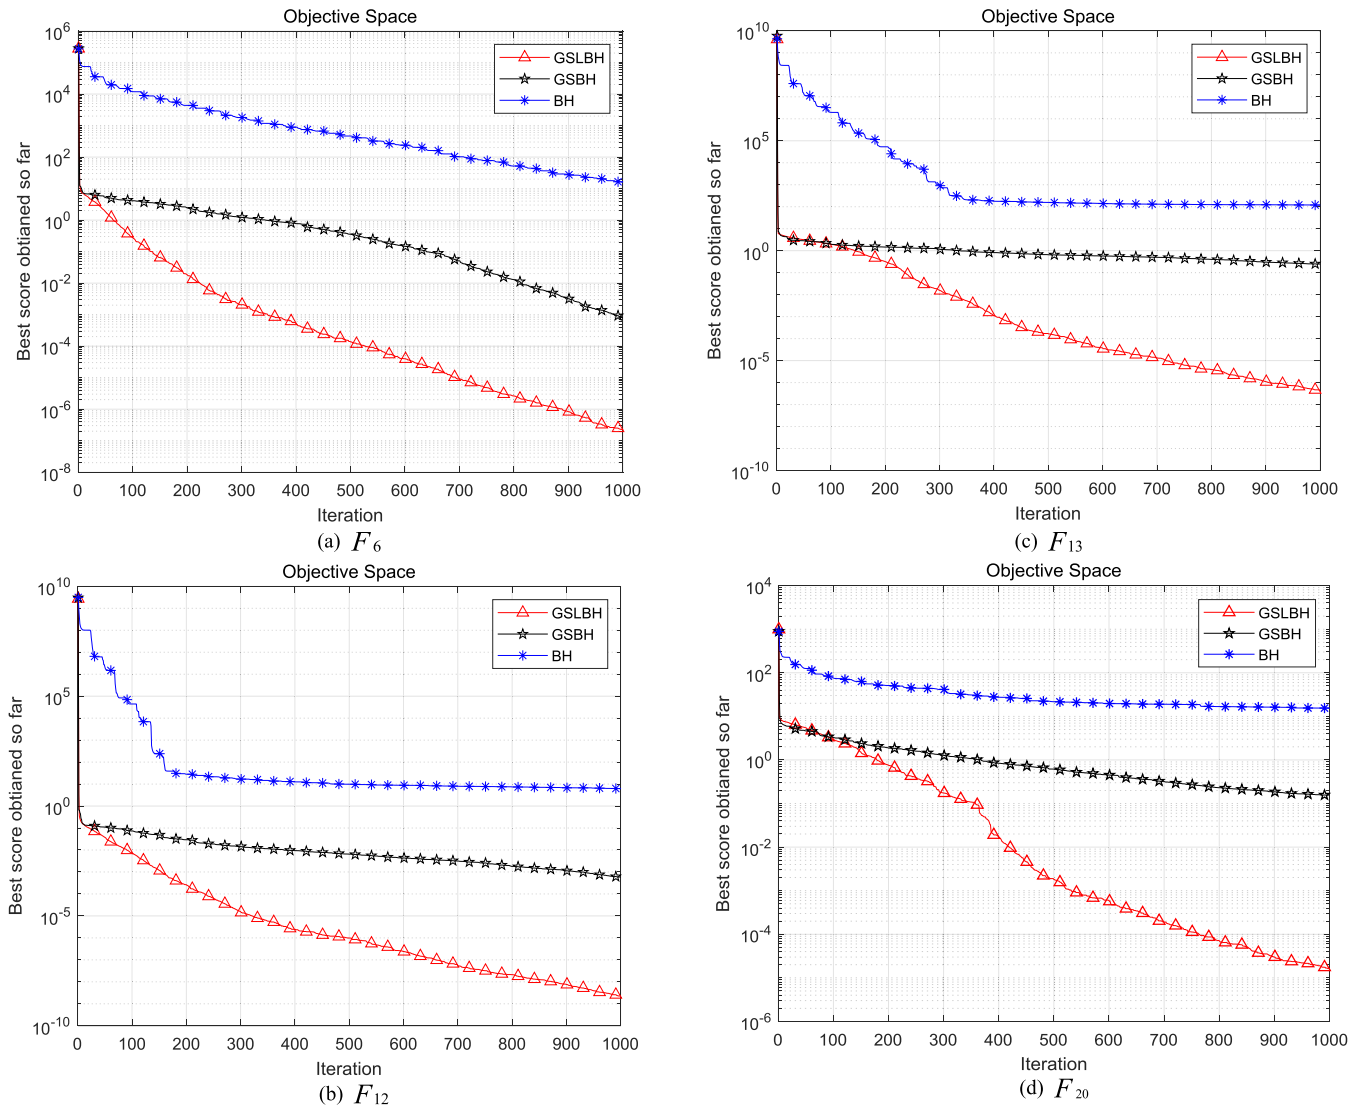 Objective Space
10^6
10^4
10^2
10^0
10^-2
10^-4
10^-6
10^-8
Best score obtianed so far
GSLBH
GSBH
BH
0 100 200 300 400 500 600 700 800 900 1000
Iteration
(a) F6
Objective Space
10^10
10^5
10^0
10^-5
10^-10
Best score obtianed so far
GSLBH
GSBH
BH
0 100 200 300 400 500 600 700 800 900 1000
Iteration
(c) F13
Objective Space
10^10
10^5
10^0
10^-5
10^-10
Best score obtianed so far
GSLBH
GSBH
BH
0 100 200 300 400 500 600 700 800 900 1000
Iteration
(b) F12
Objective Space
10^4
10^2
10^0
10^-2
10^-4
10^-6
Best score obtianed so far
GSLBH
GSBH
BH
0 100 200 300 400 500 600 700 800 900 1000
Iteration
(d) F20